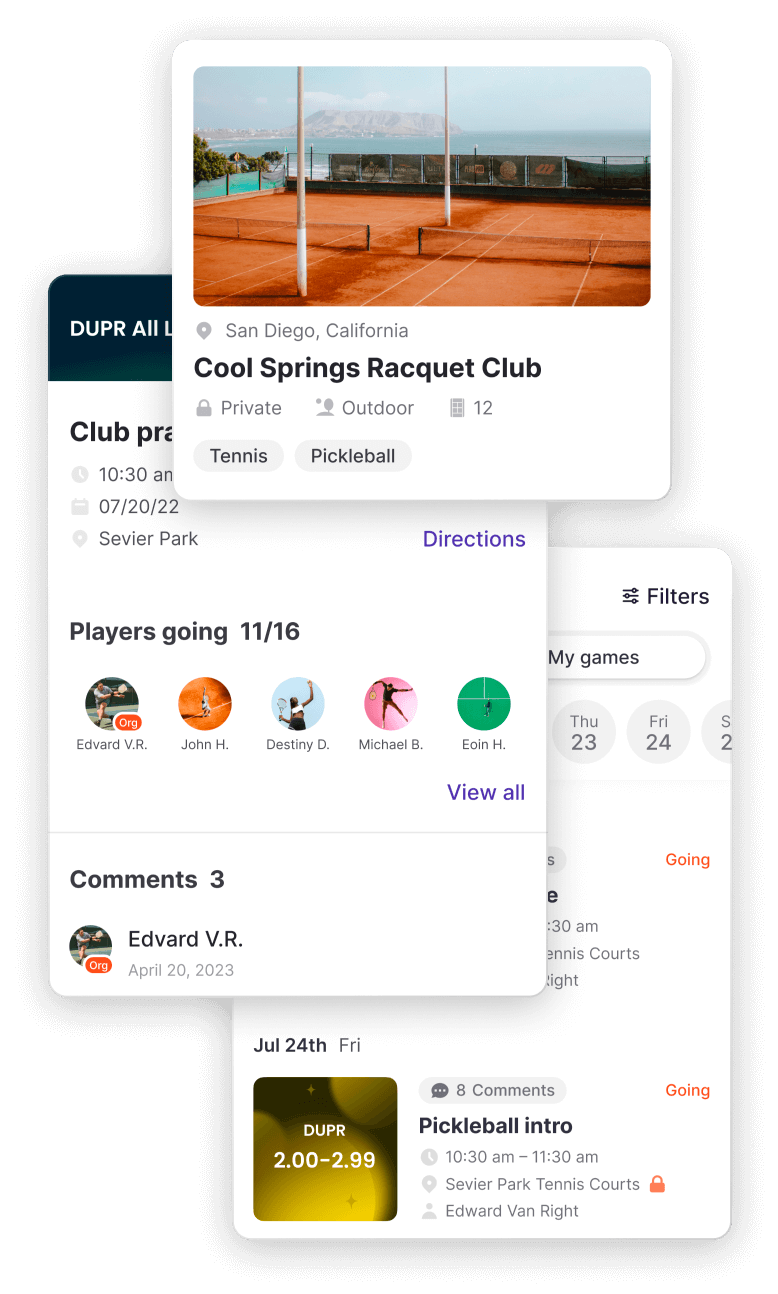 San Diego, California
Cool Springs Racquet Club
Private Outdoor 12
Tennis Pickleball
DUPR All
Club
10:30
07/20/22
Sevier Park
Directions
Players going 11/16
Org
Edvard V.R. John H. Destiny D. Michael B. Eoin H.
View all
Comments 3
Edvard V.R.
Org
April 20, 2023
Filters
My games
Thu Fri
23 24
Going
:30 am
Courts
Right
Jul 24th Fri
8 Comments Going
DUPR
2.00-2.99
Pickleball intro
10:30 am – 11:30 am
Sevier Park Tennis Courts
Edward Van Right